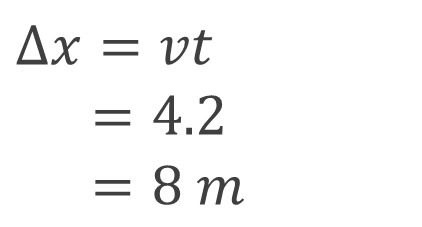 Δx = vt
= 4.2
= 8 m